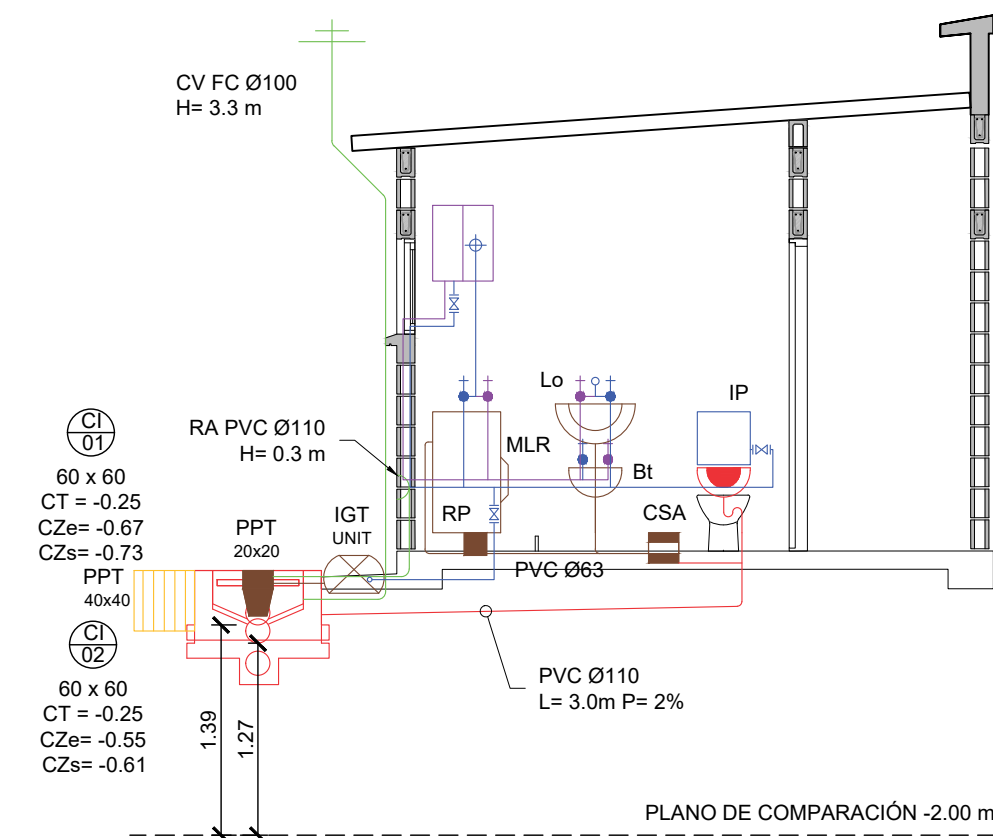 CV FC Ø100
H= 3.3 m
Lo
IP
CI
01
RA PVC Ø110
H= 0.3 m
MLR
Bt
60 x 60
CT = -0.25
CZe= -0.67
CZs= -0.73
PPT
20x20
IGT
UNIT
RP
CSA
PVC Ø63
PPT
40x40
CI
02
60 x 60
CT = -0.25
CZe= -0.55
CZs= -0.61
1.39
1.27
PVC Ø110
L= 3.0m P= 2%
PLANO DE COMPARACIÓN -2.00 m